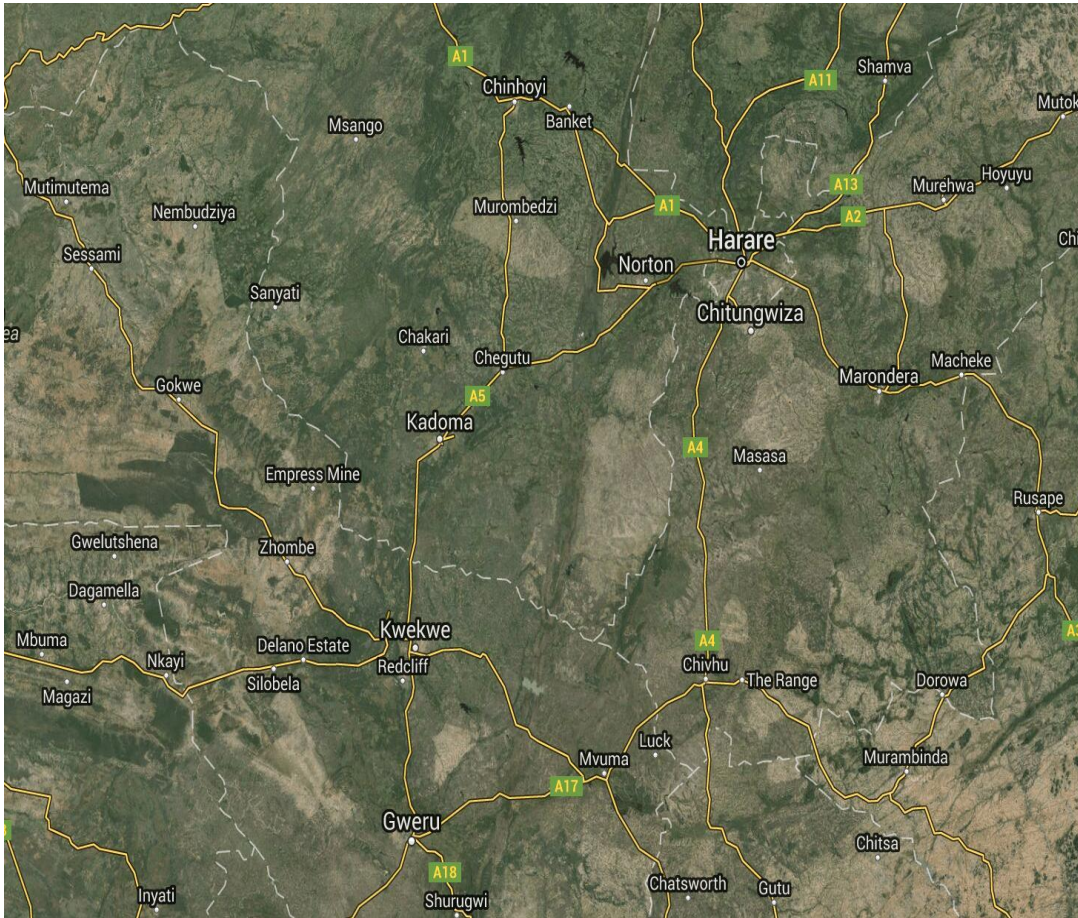 A1
Shamva
A11
Chinhoyi
Banket
Msango
Mutok
Hoyuyu
Mutimutema
A13
Murehwa
Nembudziya
Murombedzi
A1
A2
Harare
Chi
Sessami
Norton
Sanyati
Chitungwiza
ea
Chakari
Chegutu
Macheke
Gokwe
Marondera
A5
Kadoma
A4
Masasa
Empress Mine
Rusape
Gwelutshena
Zhombe
Dagamella
Kwekwe
Mbuma
Delano Estate
A4
Nkayi
Redcliff
Chivhu
Silobela
The Range
Dorowa
Magazi
Luck
Mvuma
Murambinda
A17
Gweru
Chitsa
A18
Inyati
Chatsworth
Gutu
Shurugwi